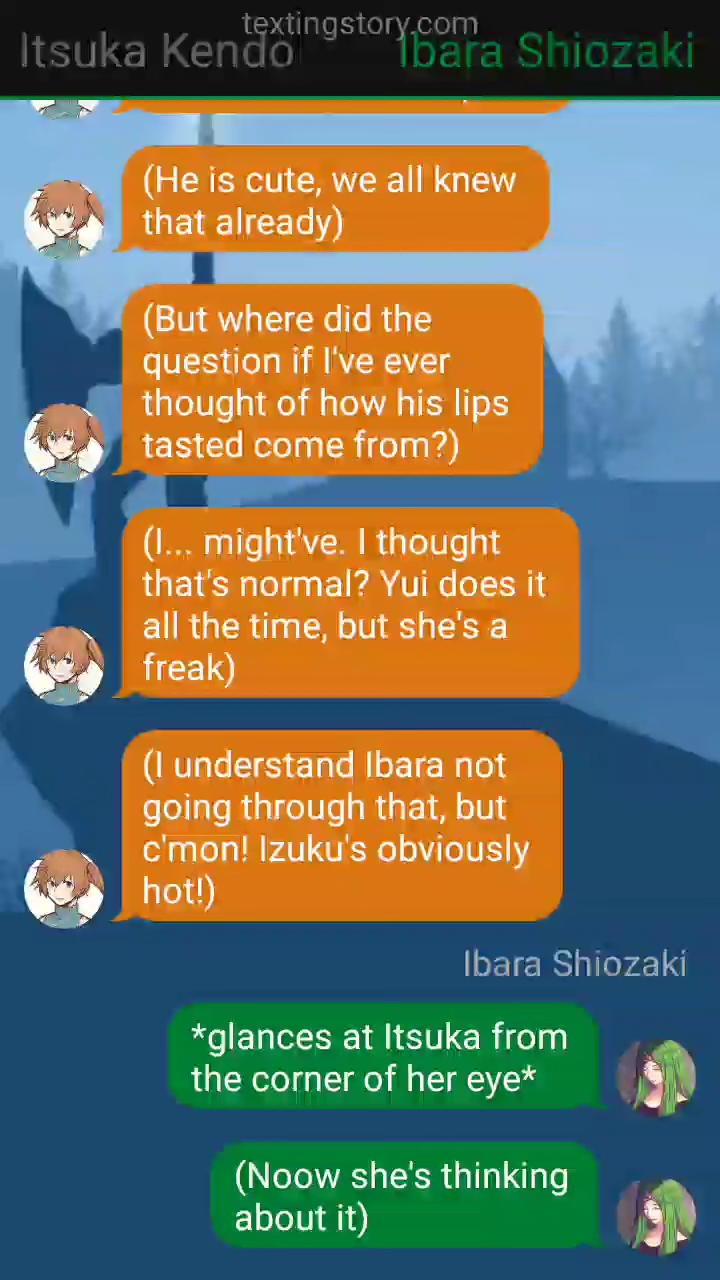 textingstory.com
Itsuka Kendo
Ibara Shiozaki
(He is cute, we all knew
that already)
(But where did the
question if I've ever
thought of how his lips
tasted come from?)
(I... might've. I thought
that's normal? Yui does it
all the time, but she's a
freak)
(I understand Ibara not
going through that, but
c'mon! Izuku's obviously
hot!)
Ibara Shiozaki
*glances at Itsuka from
the corner of her eye*
(Noow she's thinking
about it)